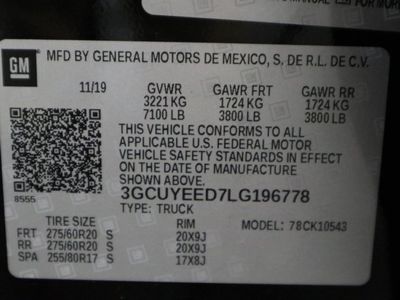 MANUAL FOR MORE
GM
MFD BY GENERAL MOTORS DE MEXICO, S. DE R.L. DE C.V.
11/19 GVWR GAWR FRT GAWR RR
3221 KG 1724 KG 1724 KG
7100 LB 3800 LB 3800 LB
THIS VEHICLE CONFORMS TO ALL
APPLICABLE U.S. FEDERAL MOTOR
VEHICLE SAFETY STANDARDS IN EFFECT
ON THE DATE OF MANUFACTURE
SHOWN ABOVE.
8555 3GCUYEED7LG196778
TYPE: TRUCK MODEL: 78CK10543
TIRE SIZE RIM
FRT 275/60R20 S 20X9J
RR 275/60R20 S 20X9J
SPA 255/80R17 S 17X8J